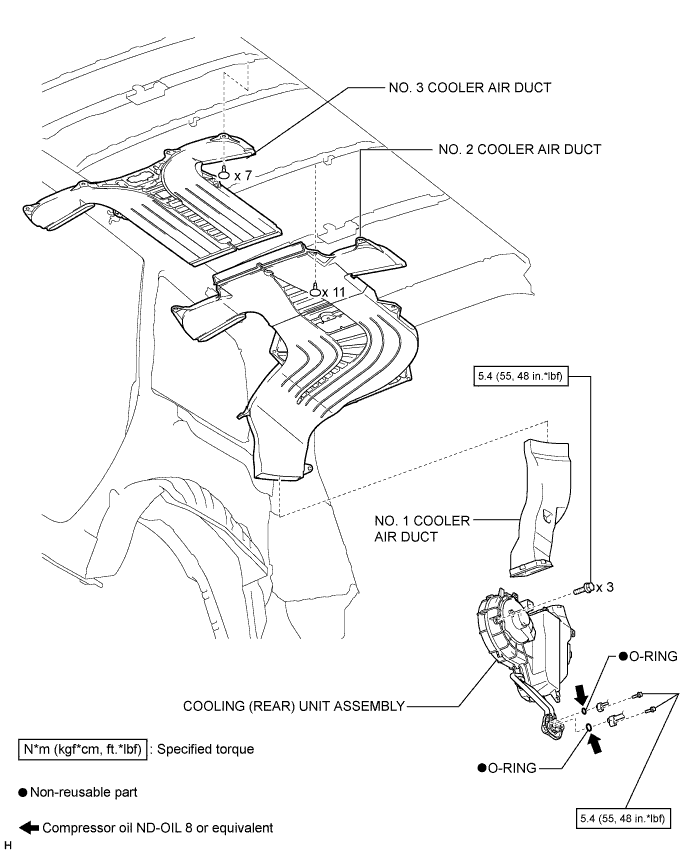 NO. 3 COOLER AIR DUCT
NO. 2 COOLER AIR DUCT
x 7
x 11
5.4 (55, 48 in.*lbf)
NO. 1 COOLER
AIR DUCT
x 3
●O-RING
COOLING (REAR) UNIT ASSEMBLY
N*m (kgf*cm, ft.*lbf) : Specified torque
●O-RING
● Non-reusable part
5.4 (55, 48 in.*lbf)
Compressor oil ND-OIL 8 or equivalent
H